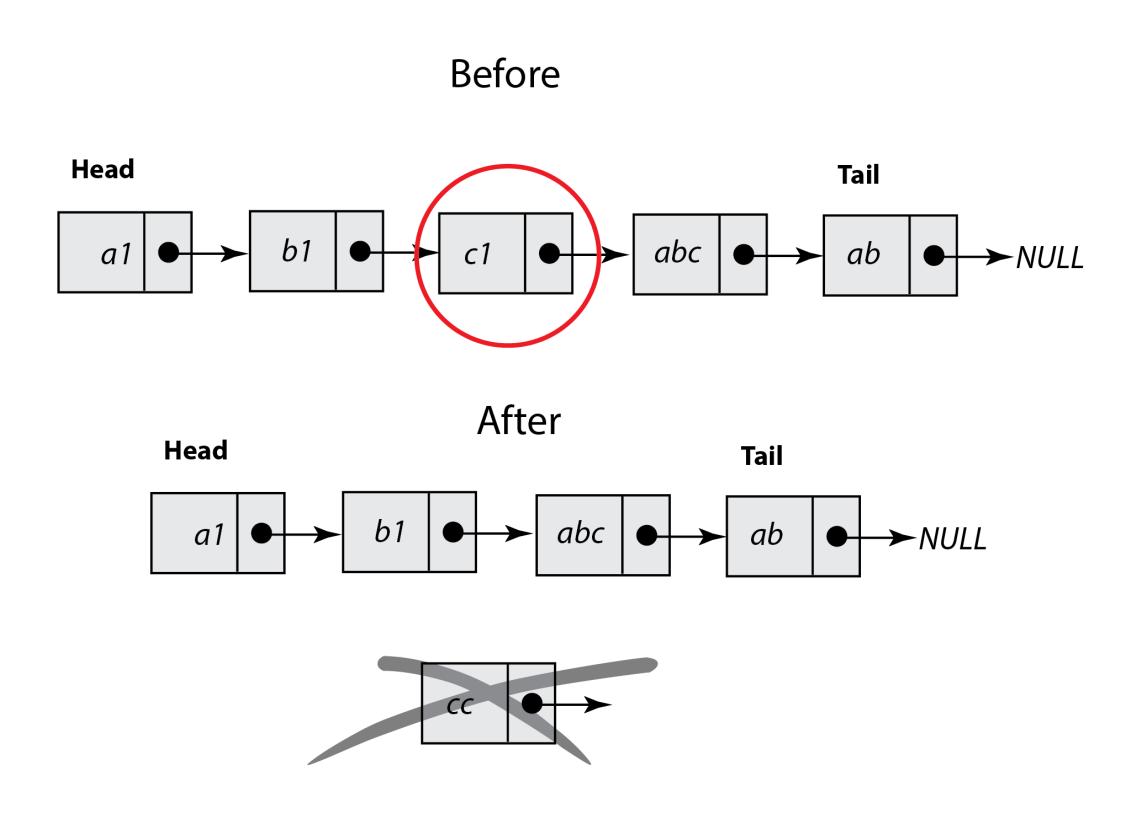 Before
Head Tail
a1 b1 c1 abc ab NULL
After
Head Tail
a1 b1 abc ab NULL
cc